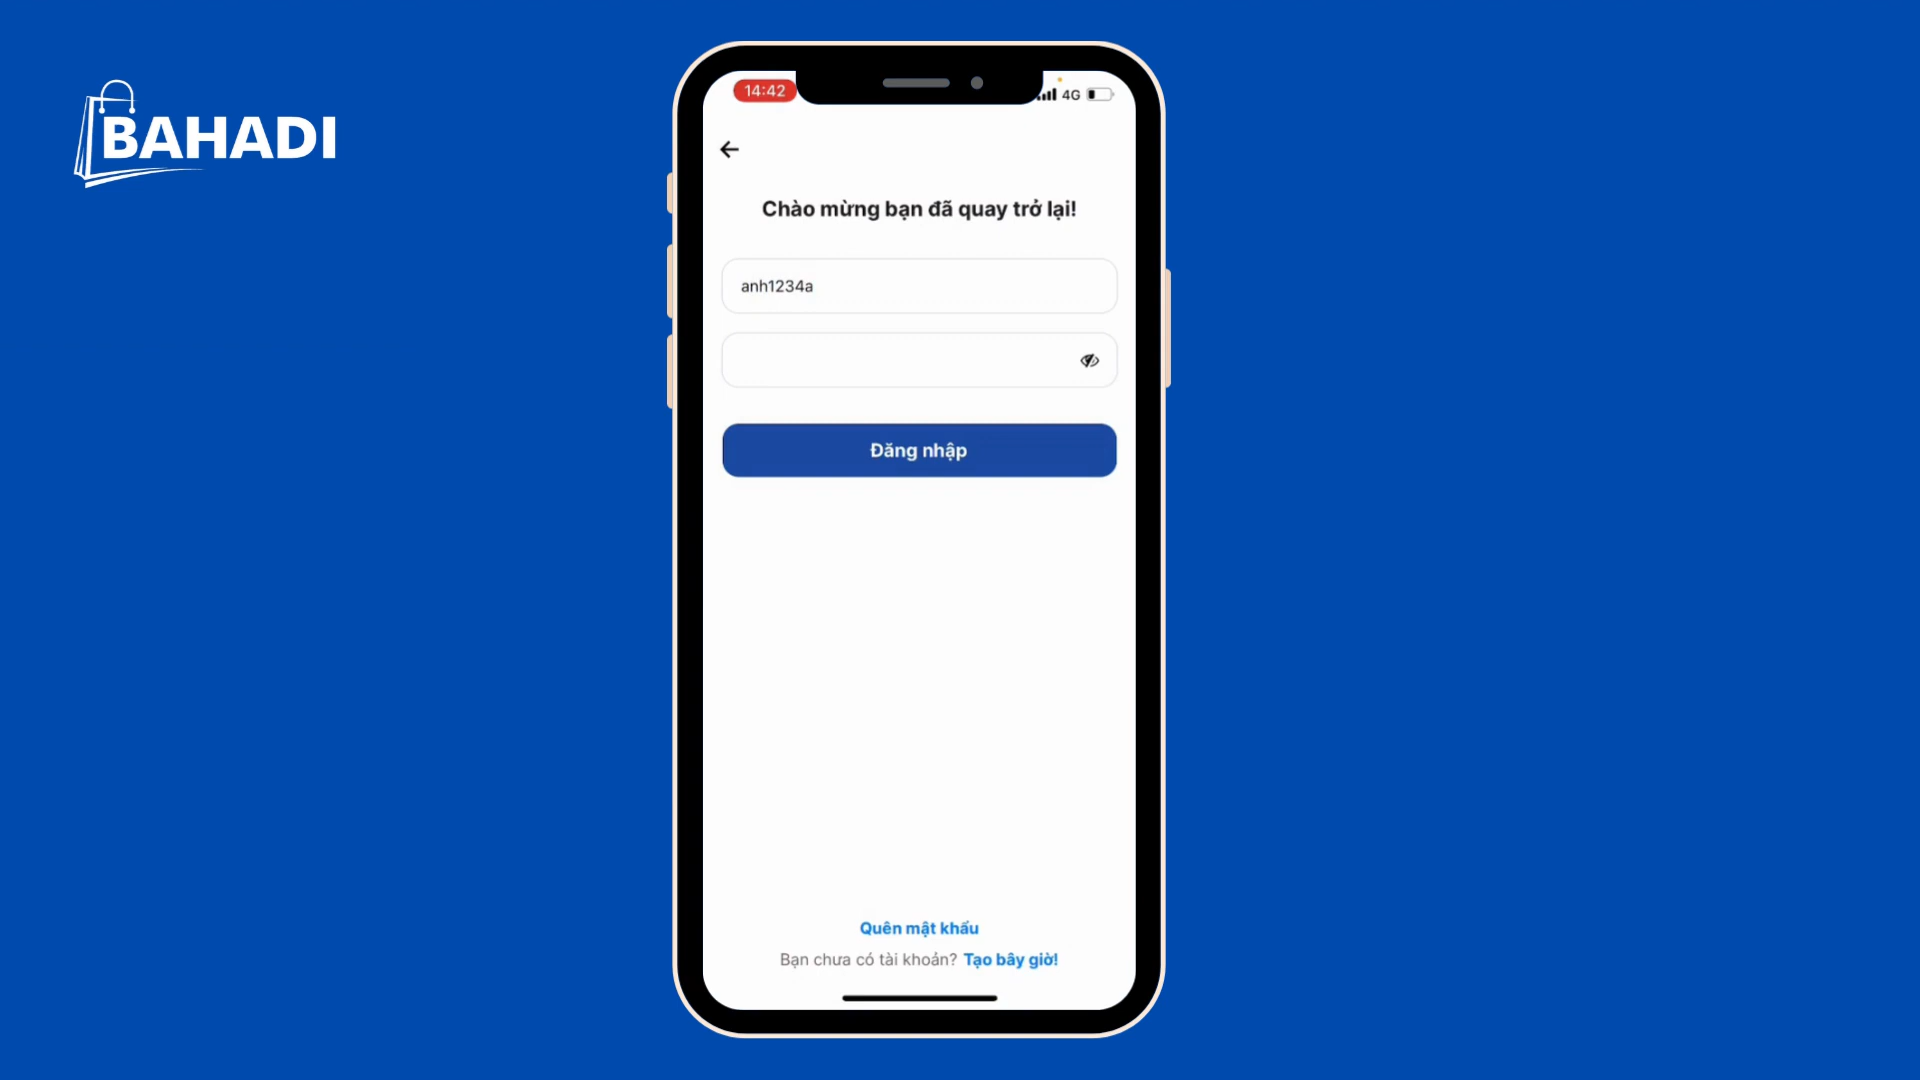 BAHADI
14:42
4G
Chào mừng bạn đã quay trở lại!
anh1234a
Đăng nhập
Quên mật khẩu
Bạn chưa có tài khoản? Tạo bây giờ!